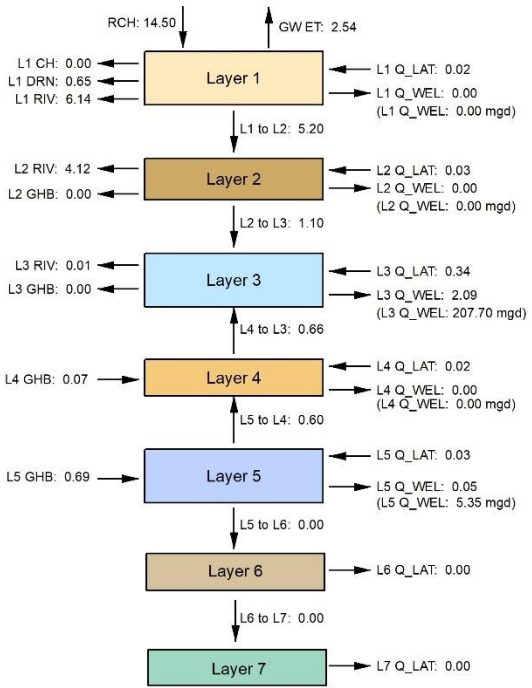 RCH: 14.50
GW ET: 2.54
L1 CH: 0.00
L1 DRN: 0.65
L1 RIV: 6.14
Layer 1
L1 Q_LAT: 0.02
L1 Q_WEL: 0.00
(L1 Q_WEL: 0.00 mgd)
L1 to L2: 5.20
L2 RIV: 4.12
L2 GHB: 0.00
Layer 2
L2 Q_LAT: 0.03
L2 Q_WEL: 0.00
(L2 Q_WEL: 0.00 mgd)
L2 to L3: 1.10
L3 RIV: 0.01
L3 GHB: 0.00
Layer 3
L3 Q_LAT: 0.34
L3 Q_WEL: 2.09
(L3 Q_WEL: 207.70 mgd)
L4 to L3: 0.66
L4 GHB: 0.07
Layer 4
L4 Q_LAT: 0.02
L4 Q_WEL: 0.00
(L4 Q_WEL: 0.00 mgd)
L5 to L4: 0.60
L5 GHB: 0.69
Layer 5
L5 Q_LAT: 0.03
L5 Q_WEL: 0.05
(L5 Q_WEL: 5.35 mgd)
L5 to L6: 0.00
Layer 6
L6 Q_LAT: 0.00
L6 to L7: 0.00
Layer 7
L7 Q_LAT: 0.00